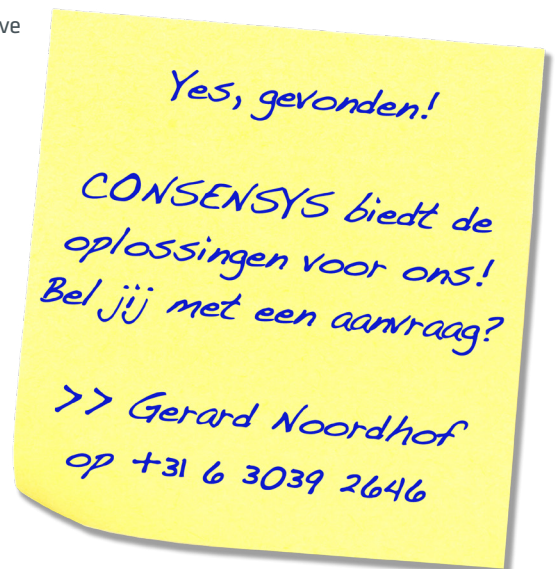 ve
Yes, gevonden!
CONSENSYS biedt de
oplossingen voor ons!
Bel jij met een aanvraag?
>> Gerard Noordhof
op +31 6 3039 2646